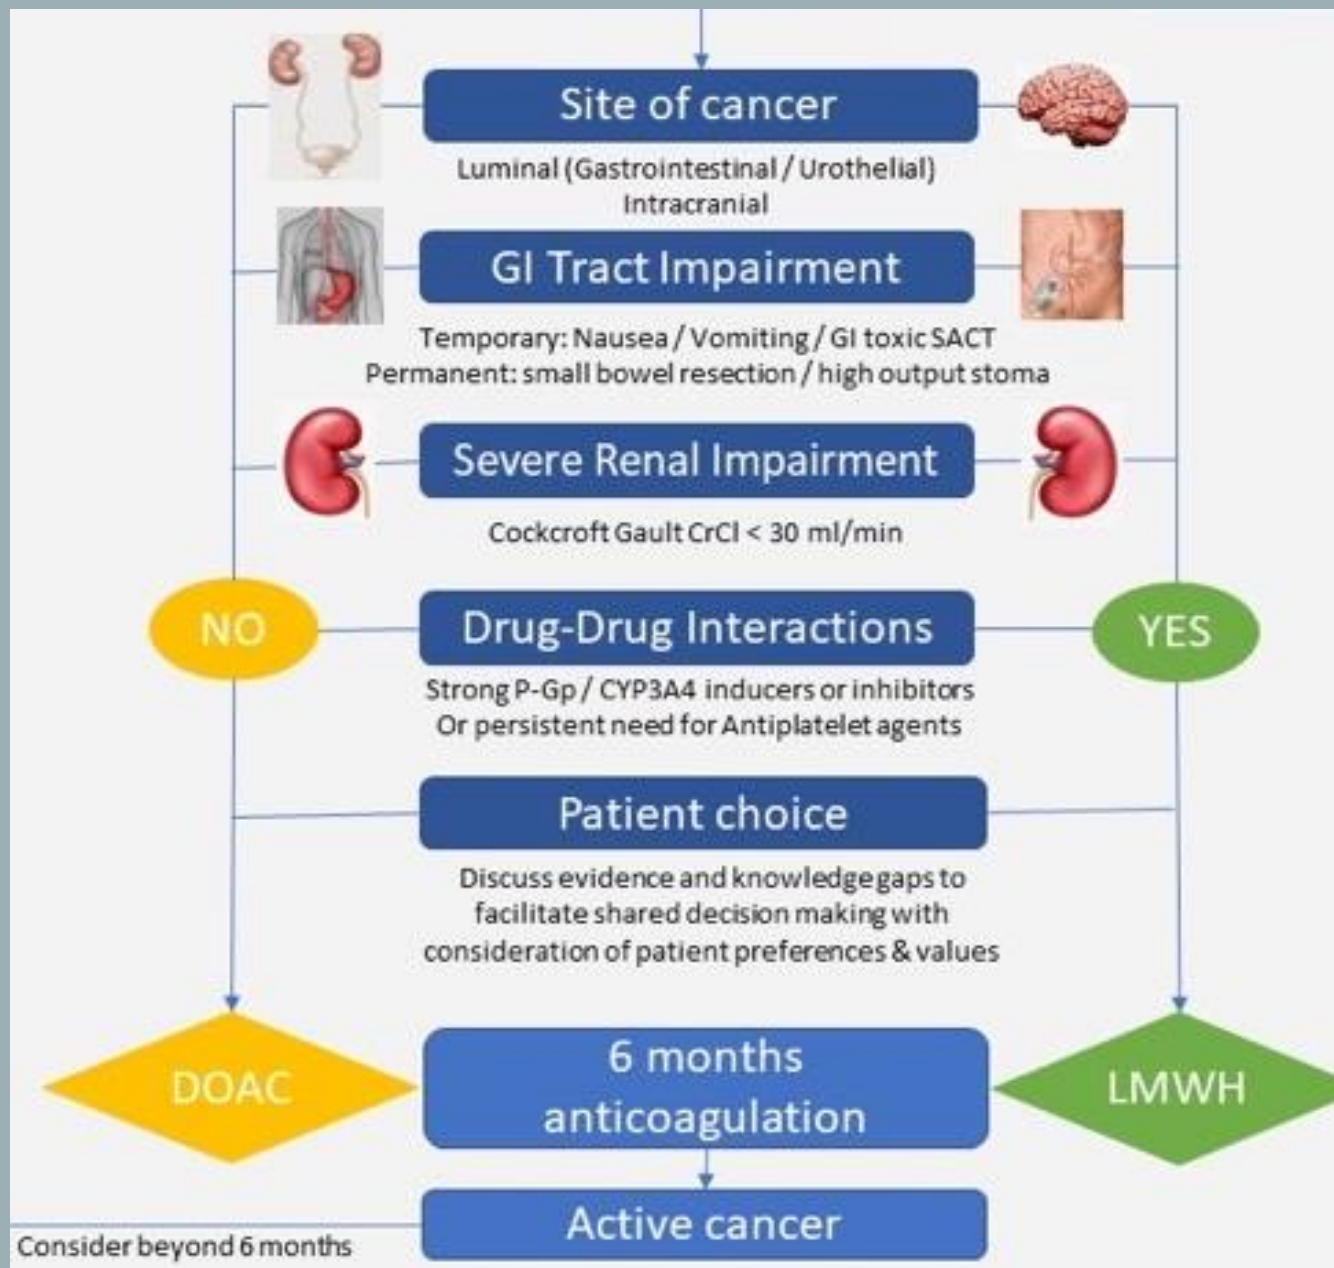 Site of cancer
Luminal (Gastrointestinal / Urothelial)
Intracranial
GI Tract Impairment
Temporary: Nausea / Vomiting / GI toxic SACT
Permanent: small bowel resection / high output stoma
Severe Renal Impairment
Cockcroft Gault CrCl < 30 ml/min
NO
Drug-Drug Interactions
YES
Strong P-Gp / CYP3A4 inducers or inhibitors
Or persistent need for Antiplatelet agents
Patient choice
Discuss evidence and knowledge gaps to
facilitate shared decision making with
consideration of patient preferences & values
DOAC
6 months
anticoagulation
LMWH
Active cancer
Consider beyond 6 months